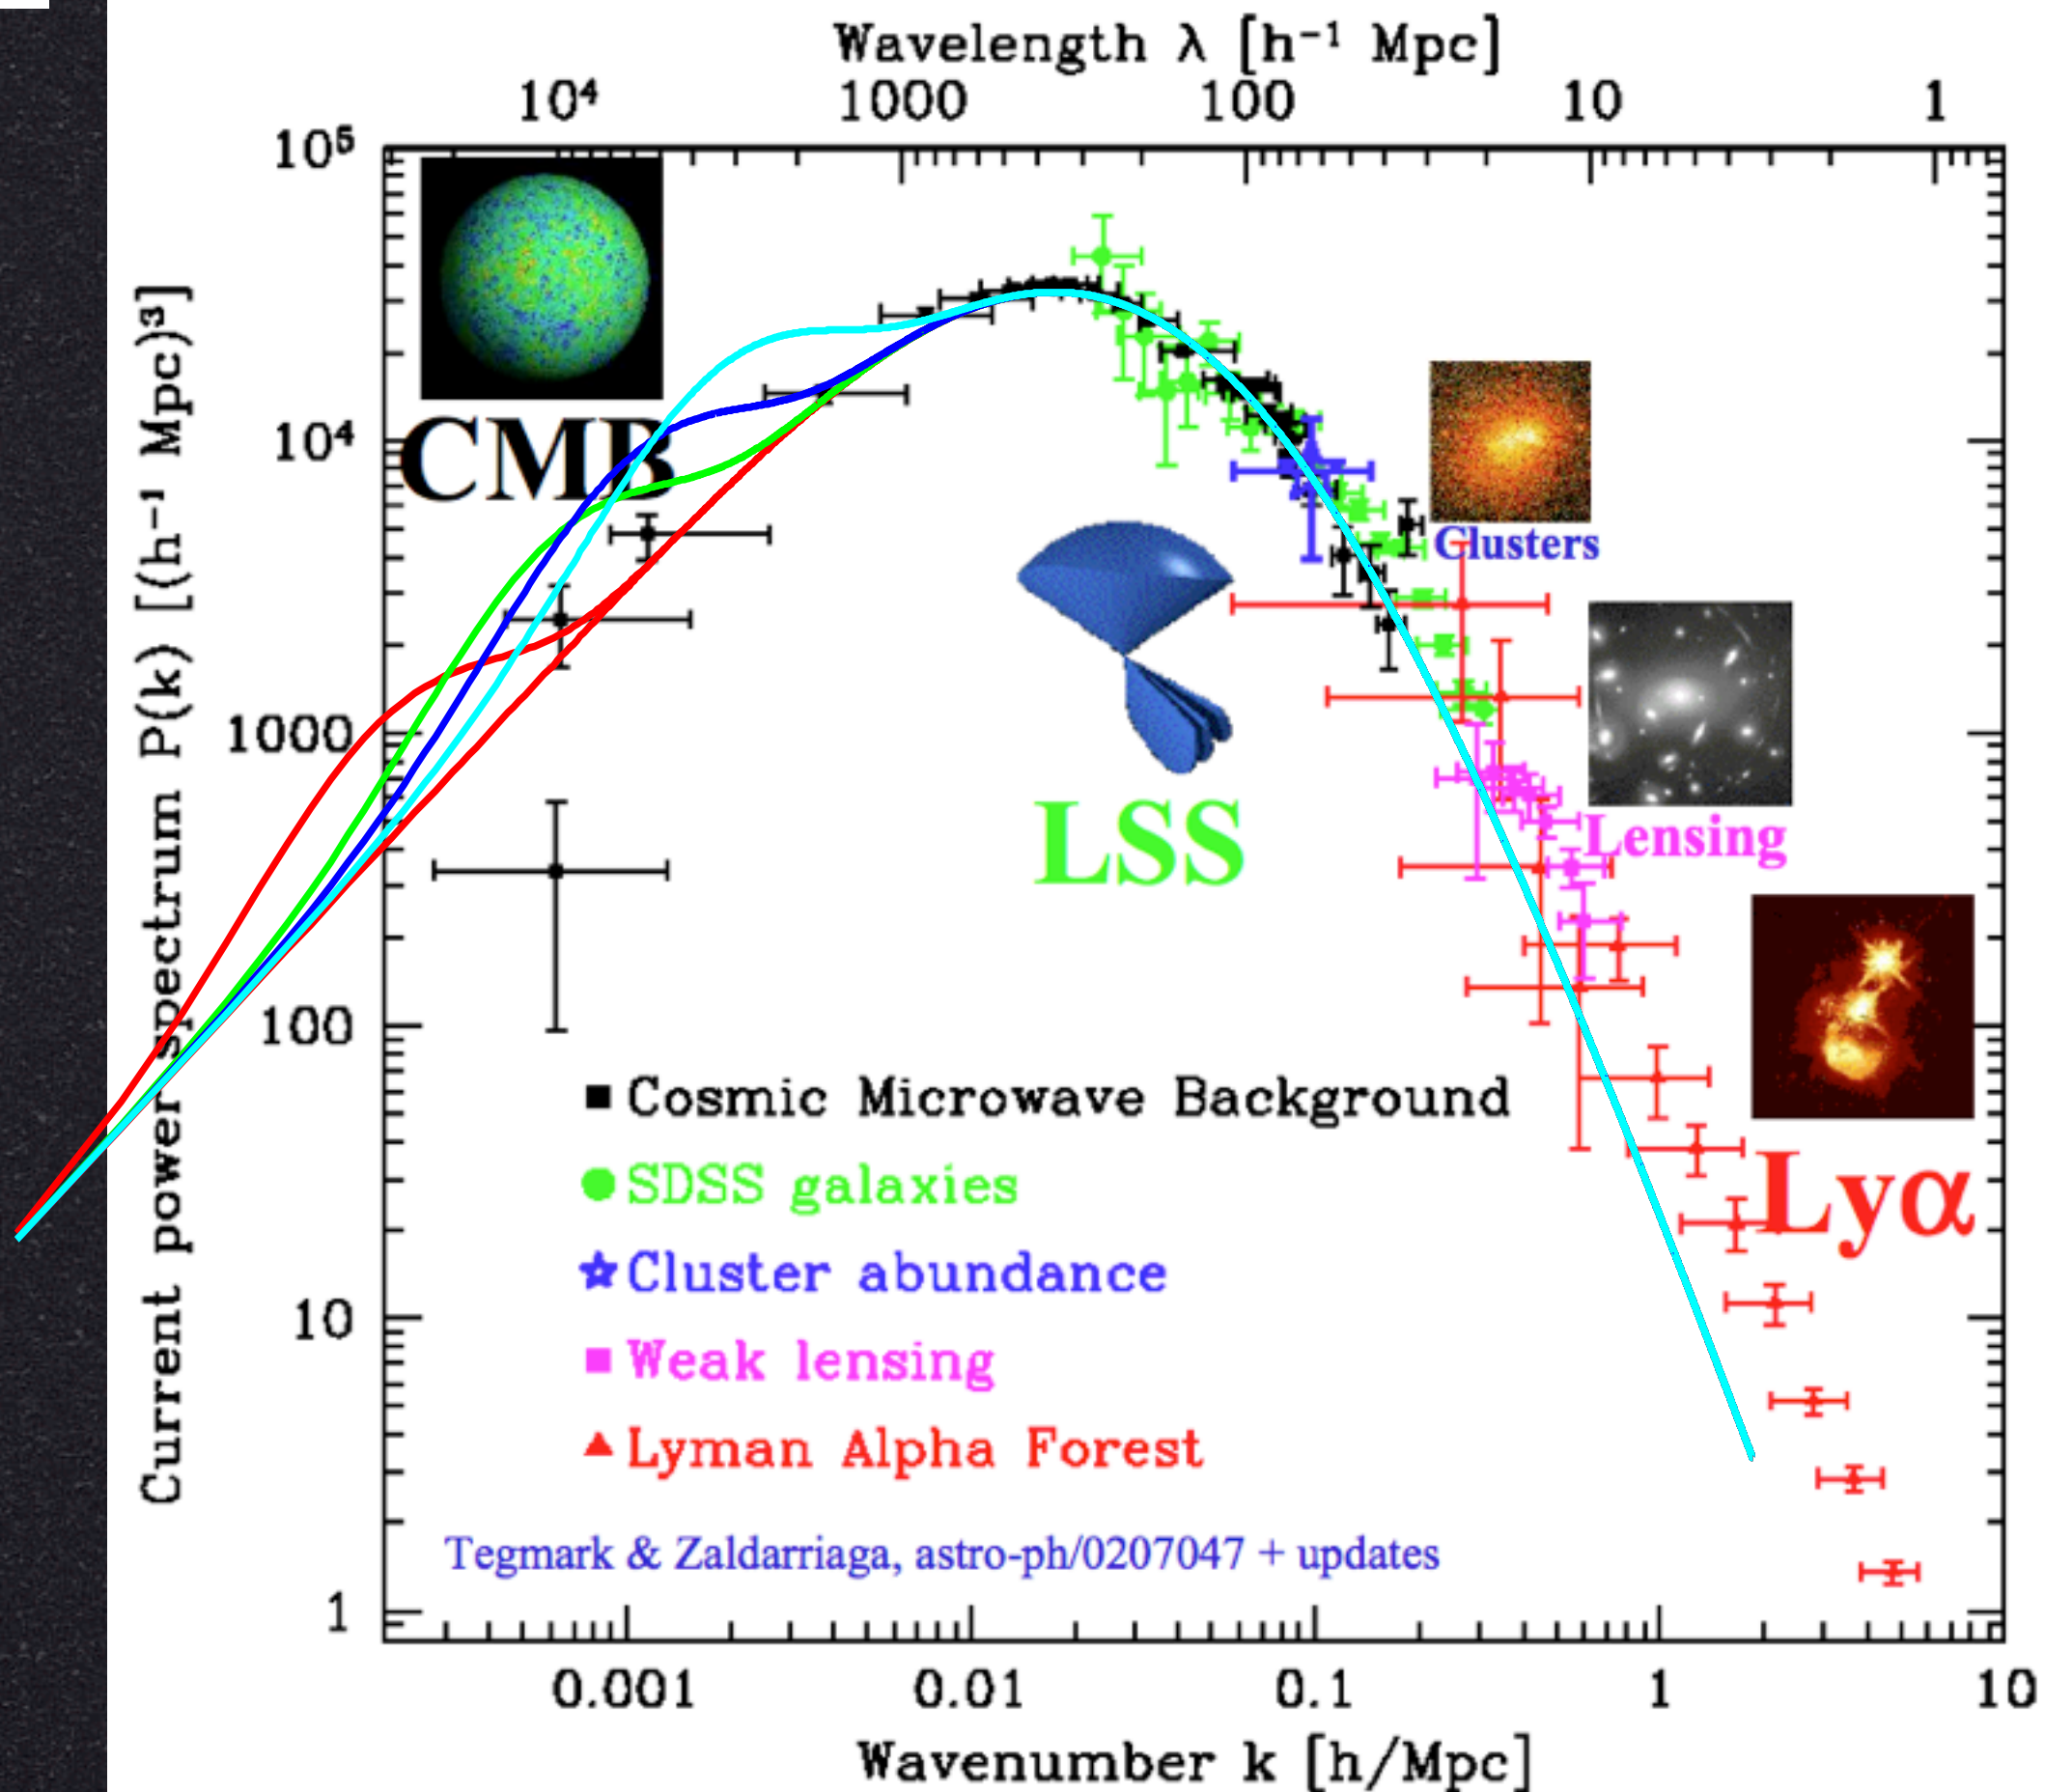 Wavelength λ [h⁻¹ Mpc]
10⁴ 1000 100 10 1
10⁵
10⁴
1000
100
10
1
Current power spectrum P(k) [(h⁻¹ Mpc)³]
CMB
Clusters
LSS
Lensing
Lyα
Cosmic Microwave Background
SDSS galaxies
Cluster abundance
Weak lensing
Lyman Alpha Forest
Tegmark & Zaldarriaga, astro-ph/0207047 + updates
0.001 0.01 0.1 1 10
Wavenumber k [h/Mpc]